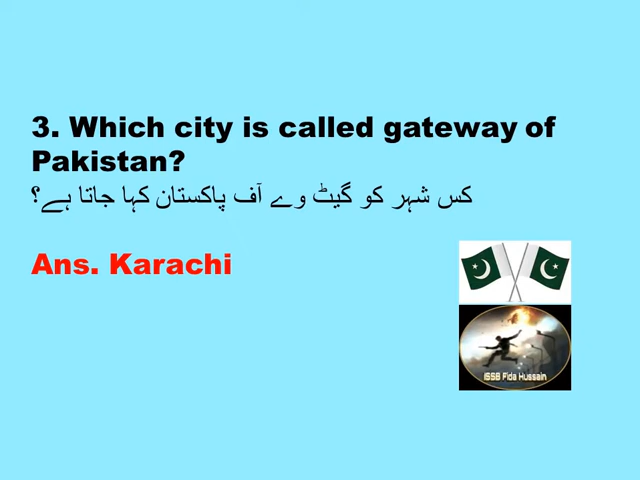 3. Which city is called gateway of
Pakistan?
کس شہر کو گیٹ وے آف پاکستان کہا جاتا ہے؟
Ans. Karachi
ISSB Fida Hussain